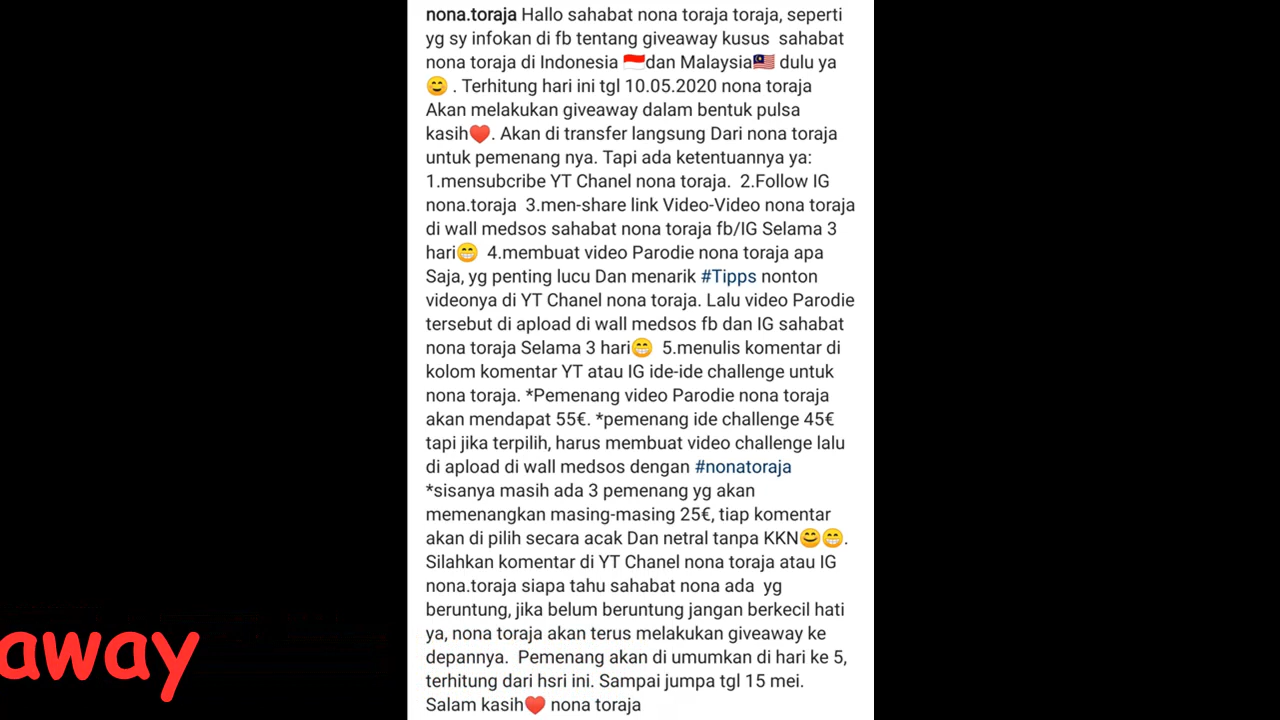 nona.toraja Hallo sahabat nona toraja toraja, seperti
yg sy infokan di fb tentang giveaway kusus sahabat
nona toraja di Indonesia 🇮🇩dan Malaysia🇲🇾 dulu ya
😊 . Terhitung hari ini tgl 10.05.2020 nona toraja
Akan melakukan giveaway dalam bentuk pulsa
kasih♥️. Akan di transfer langsung Dari nona toraja
untuk pemenang nya. Tapi ada ketentuannya ya:
1.mensubcribe YT Chanel nona toraja. 2.Follow IG
nona.toraja 3.men-share link Video-Video nona toraja
di wall medsos sahabat nona toraja fb/IG Selama 3
hari😁 4.membuat video Parodie nona toraja apa
Saja, yg penting lucu Dan menarik #Tipps nonton
videonya di YT Chanel nona toraja. Lalu video Parodie
tersebut di apload di wall medsos fb dan IG sahabat
nona toraja Selama 3 hari😁 5.menulis komentar di
kolom komentar YT atau IG ide-ide challenge untuk
nona toraja. *Pemenang video Parodie nona toraja
akan mendapat 55€. *pemenang ide challenge 45€
tapi jika terpilih, harus membuat video challenge lalu
di apload di wall medsos dengan #nonatoraja
*sisanya masih ada 3 pemenang yg akan
memenangkan masing-masing 25€, tiap komentar
akan di pilih secara acak Dan netral tanpa KKN😊😁.
Silahkan komentar di YT Chanel nona toraja atau IG
nona.toraja siapa tahu sahabat nona ada yg
beruntung, jika belum beruntung jangan berkecil hati
ya, nona toraja akan terus melakukan giveaway ke
depannya. Pemenang akan di umumkan di hari ke 5,
terhitung dari hsri ini. Sampai jumpa tgl 15 mei.
Salam kasih♥️ nona toraja
away